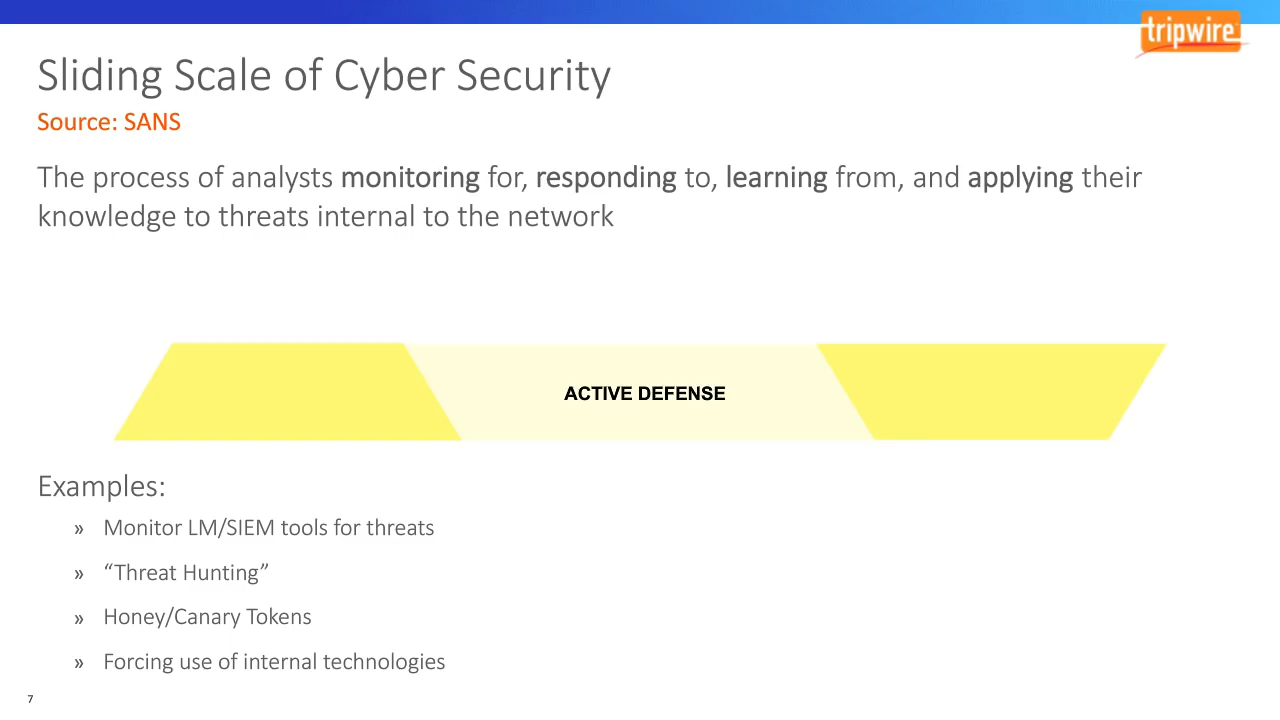 tripwire
Sliding Scale of Cyber Security
Source: SANS
The process of analysts monitoring for, responding to, learning from, and applying their
knowledge to threats internal to the network
ACTIVE DEFENSE
Examples:
» Monitor LM/SIEM tools for threats
» “Threat Hunting”
» Honey/Canary Tokens
» Forcing use of internal technologies
7